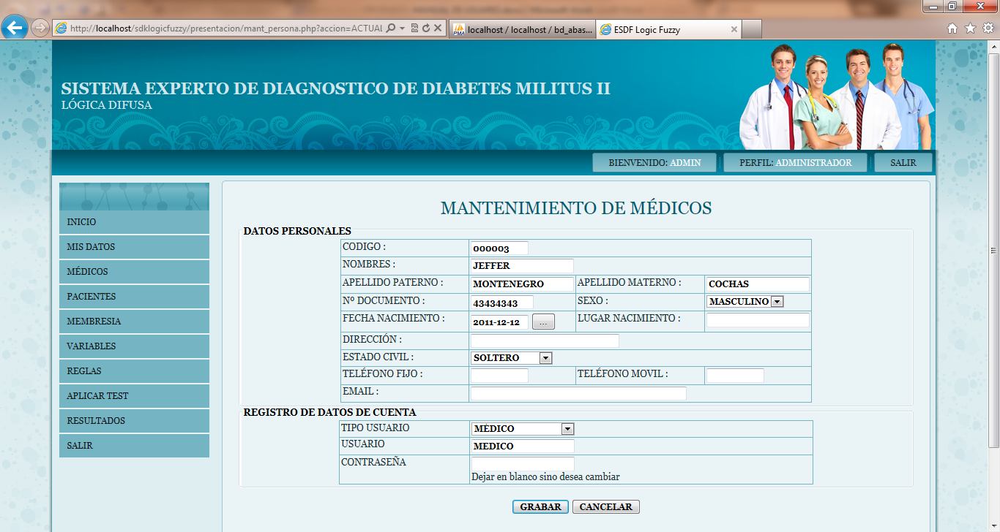 http://localhost/sdklogicfuzzy/presentacion/mant_persona.php?accion=ACTUAL
localhost / localhost / bd_abas...
ESDF Logic Fuzzy
SISTEMA EXPERTO DE DIAGNOSTICO DE DIABETES MILITUS II
LÓGICA DIFUSA
BIENVENIDO: ADMIN
PERFIL: ADMINISTRADOR
SALIR
INICIO
MIS DATOS
MÉDICOS
PACIENTES
MEMBRESIA
VARIABLES
REGLAS
APLICAR TEST
RESULTADOS
SALIR
MANTENIMIENTO DE MÉDICOS
DATOS PERSONALES
CODIGO : 000003
NOMBRES : JEFFER
APELLIDO PATERNO : MONTENEGRO APELLIDO MATERNO : COCHAS
Nº DOCUMENTO : 43434343 SEXO : MASCULINO
FECHA NACIMIENTO : 2011-12-12 ... LUGAR NACIMIENTO :
DIRECCIÓN :
ESTADO CIVIL : SOLTERO
TELÉFONO FIJO : TELÉFONO MOVIL :
EMAIL :
REGISTRO DE DATOS DE CUENTA
TIPO USUARIO MÉDICO
USUARIO MEDICO
CONTRASEÑA
Dejar en blanco sino desea cambiar
GRABAR CANCELAR